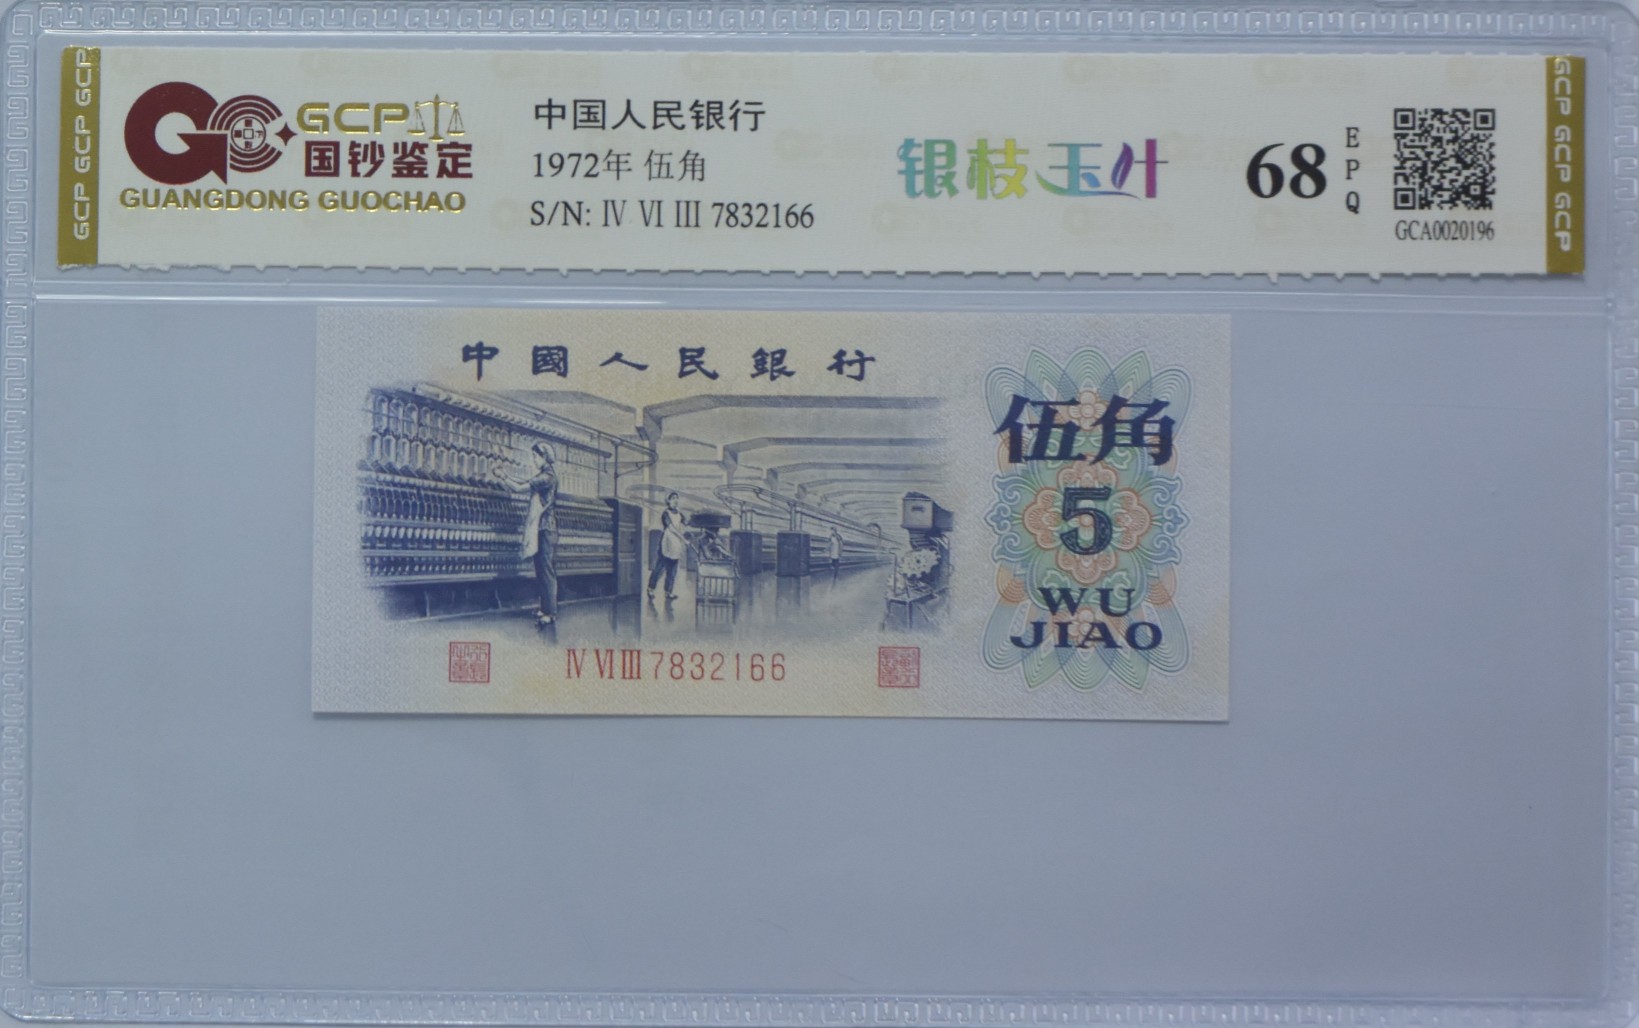 GCP GCP GCP
GCP
国钞鉴定
GUANGDONG GUOCHAO
中国人民银行
1972年 伍角
S/N: Ⅳ Ⅵ Ⅲ 7832166
银枝玉叶
68
EPQ
GCA0020196
GCP GCP GCP
中國人民銀行
伍角
5
WU
JIAO
Ⅳ Ⅵ Ⅲ 7832166